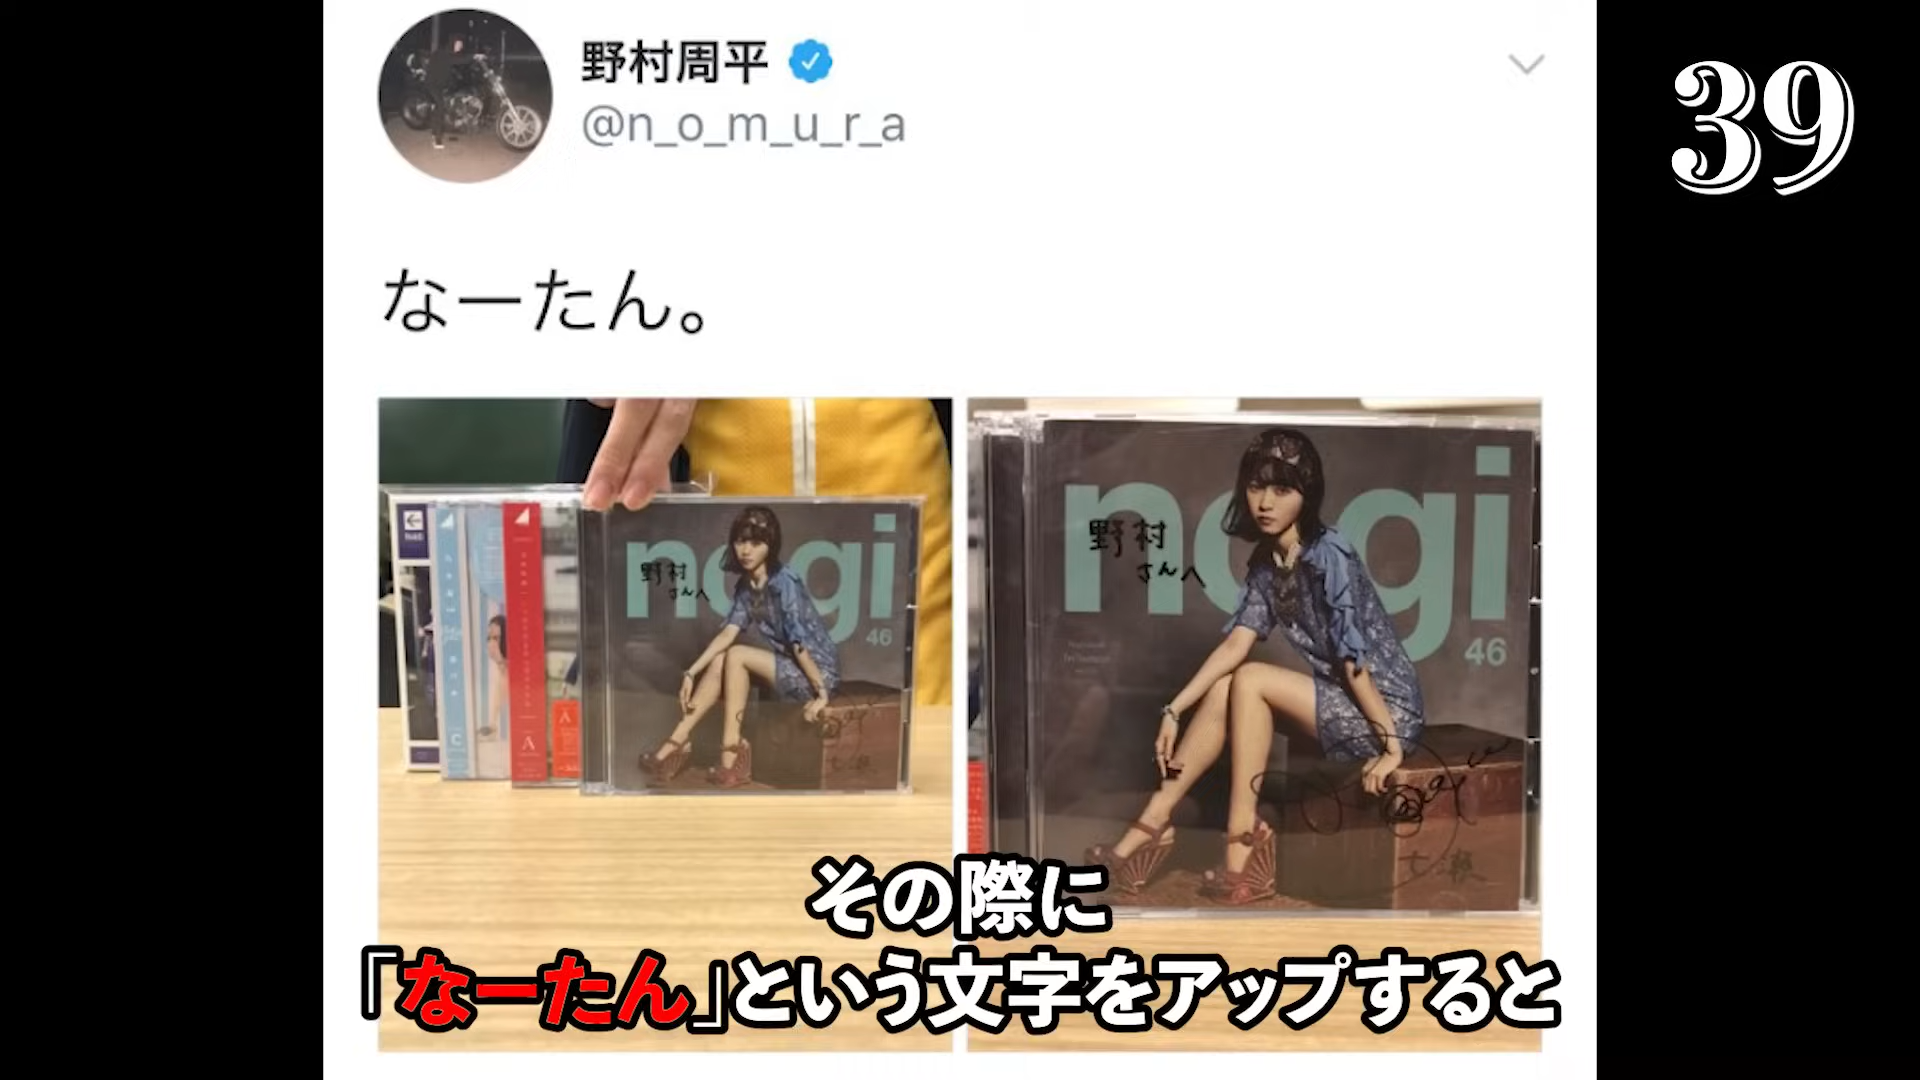 野村周平
39
@n_o_m_u_r_a
なーたん。
nogi
46
野村
さんへ
C
A
A
nogi
46
野村
さんへ
七瀬
その際に
「なーたん」という文字をアップすると